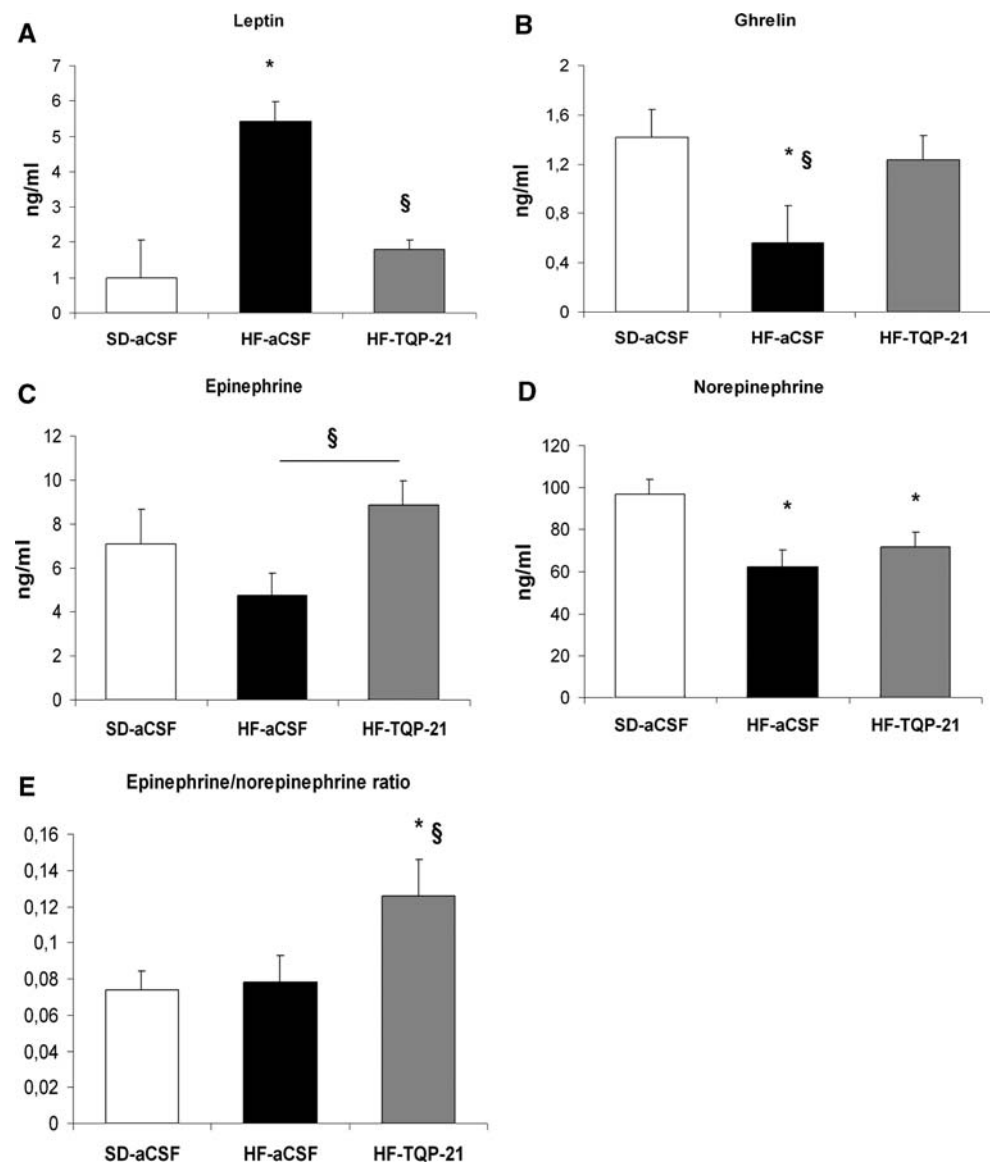 A
Leptin
7
6
5
4
3
2
1
0
ng/ml
*
§
SD-aCSF HF-aCSF HF-TQP-21
B
Ghrelin
2
1,6
1,2
0,8
0,4
0
ng/ml
* §
SD-aCSF HF-aCSF HF-TQP-21
C
Epinephrine
12
10
8
6
4
2
0
ng/ml
§
SD-aCSF HF-aCSF HF-TQP-21
D
Norepinephrine
120
100
80
60
40
20
0
ng/ml
* *
SD-aCSF HF-aCSF HF-TQP-21
E
Epinephrine/norepinephrine ratio
0,16
0,14
0,12
0,1
0,08
0,06
0,04
0,02
0
* §
SD-aCSF HF-aCSF HF-TQP-21